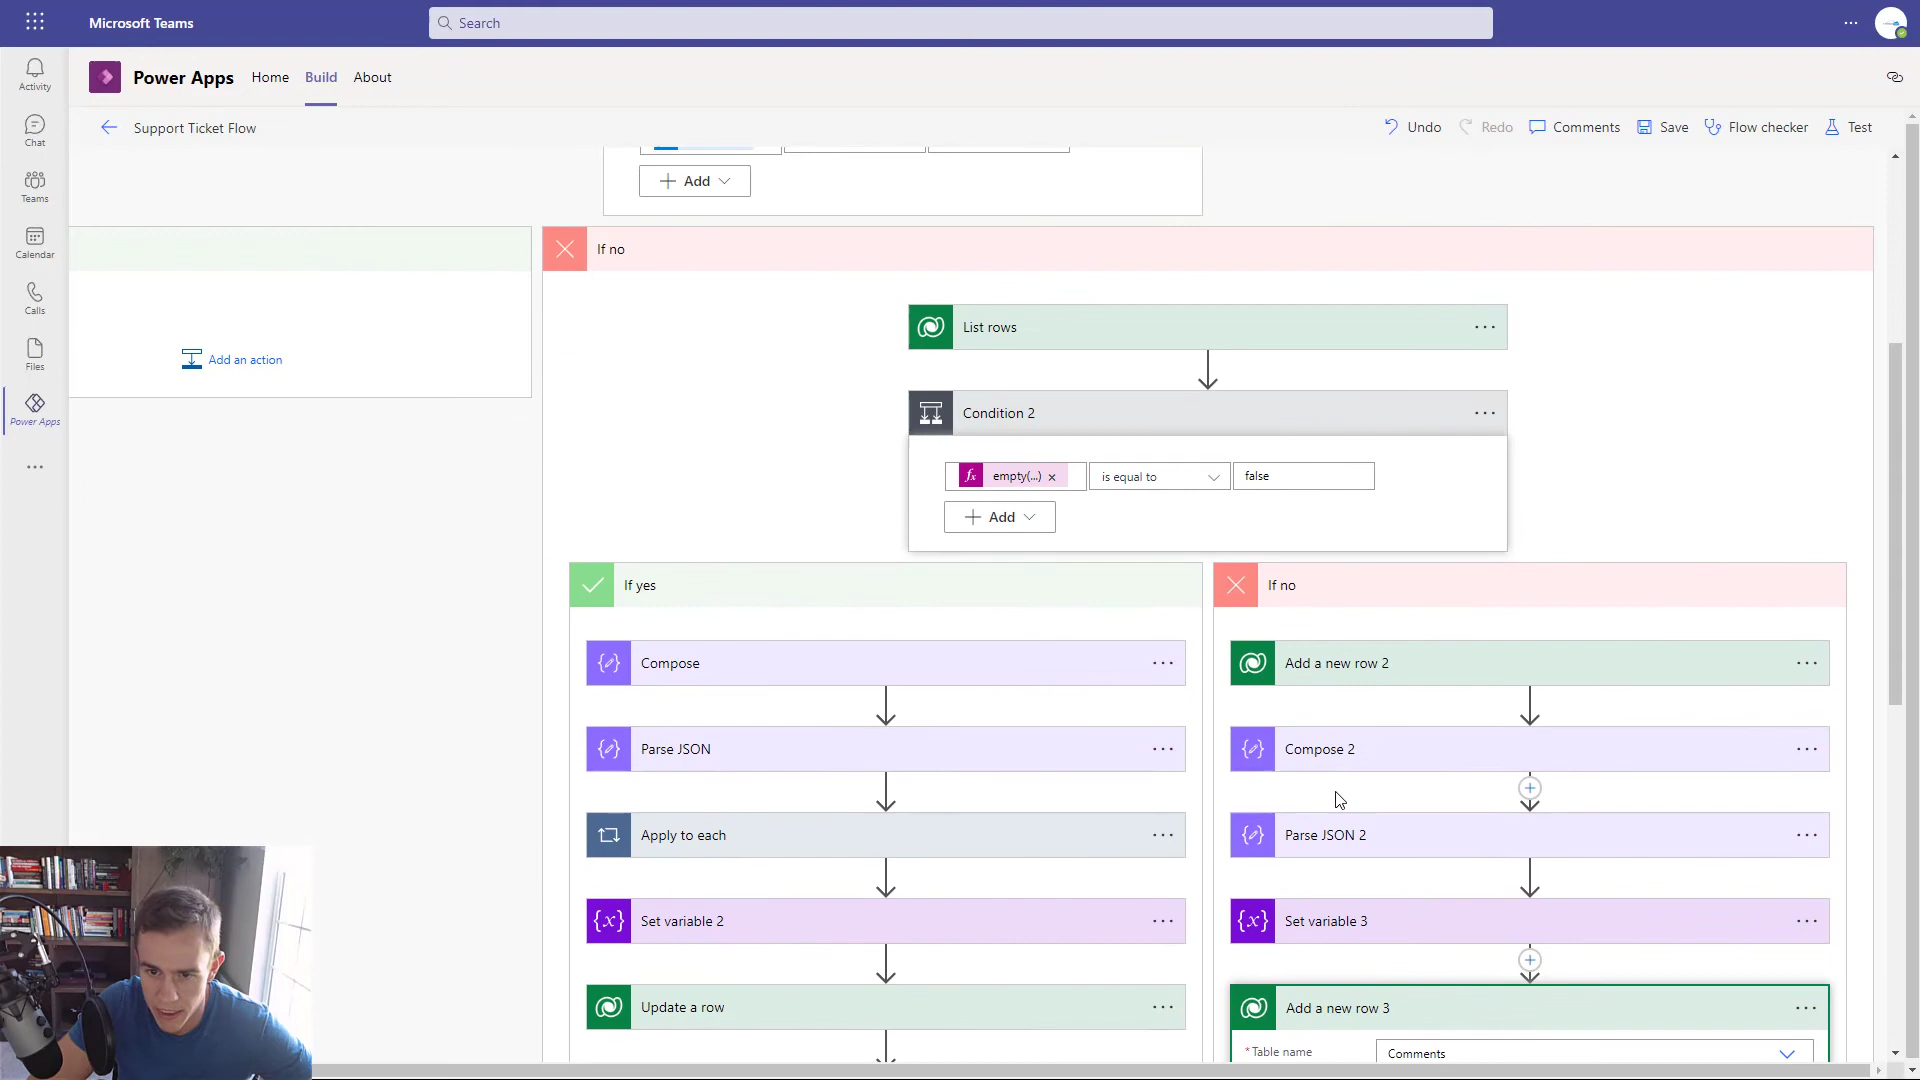 Microsoft Teams
Search
Activity
Chat
Teams
Calendar
Calls
Files
Power Apps
Power Apps
Home
Build
About
Support Ticket Flow
Undo
Redo
Comments
Save
Flow checker
Test
Add
If no
Add an action
List rows
Condition 2
fx empty(...) × is equal to false
Add
If yes
If no
Compose
Add a new row 2
Parse JSON
Compose 2
Apply to each
Parse JSON 2
{x} Set variable 2
{x} Set variable 3
Update a row
Add a new row 3
* Table name
Comments